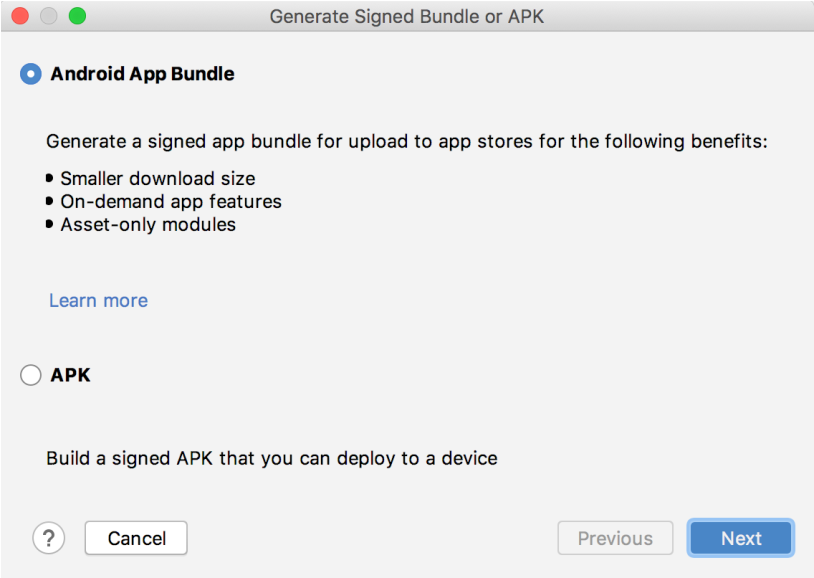 Generate Signed Bundle or APK
Android App Bundle
Generate a signed app bundle for upload to app stores for the following benefits:
• Smaller download size
• On-demand app features
• Asset-only modules
Learn more
APK
Build a signed APK that you can deploy to a device
? Cancel Previous Next